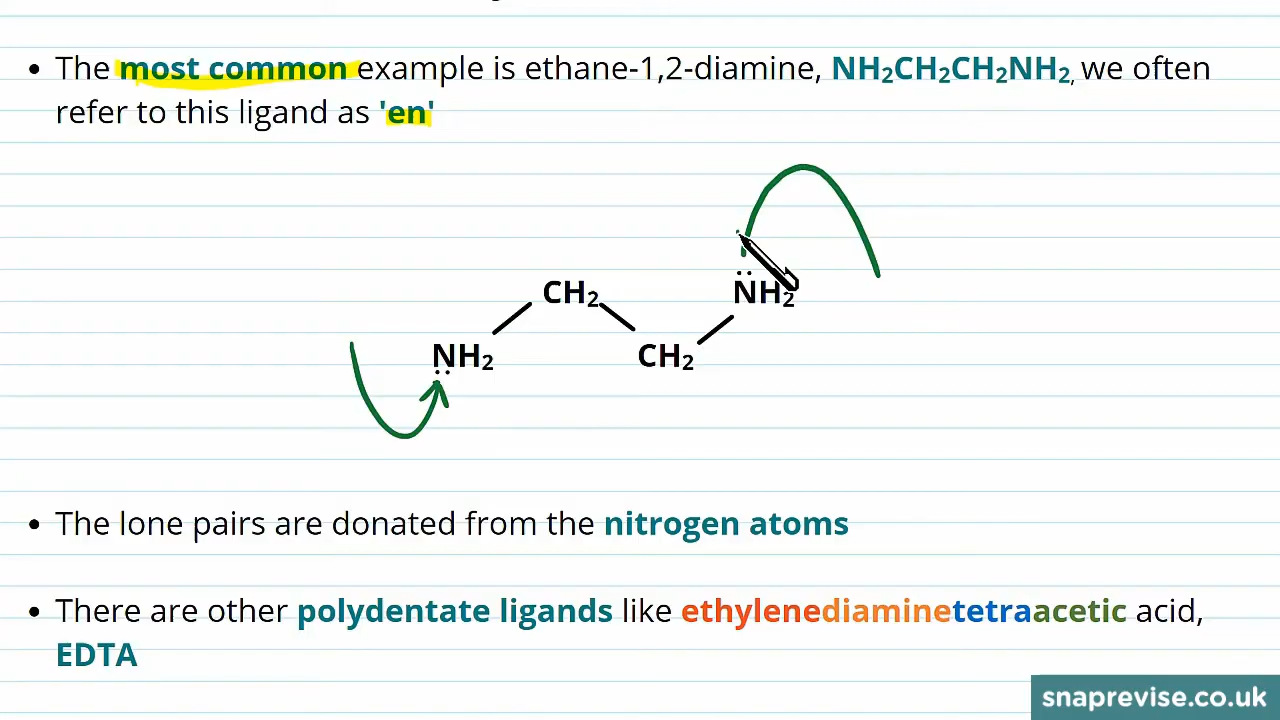 • The most common example is ethane-1,2-diamine, NH₂CH₂CH₂NH₂, we often
refer to this ligand as 'en'
CH₂ NH₂
NH₂ CH₂
• The lone pairs are donated from the nitrogen atoms
• There are other polydentate ligands like ethylenediaminetetraacetic acid,
EDTA
snaprevise.co.uk